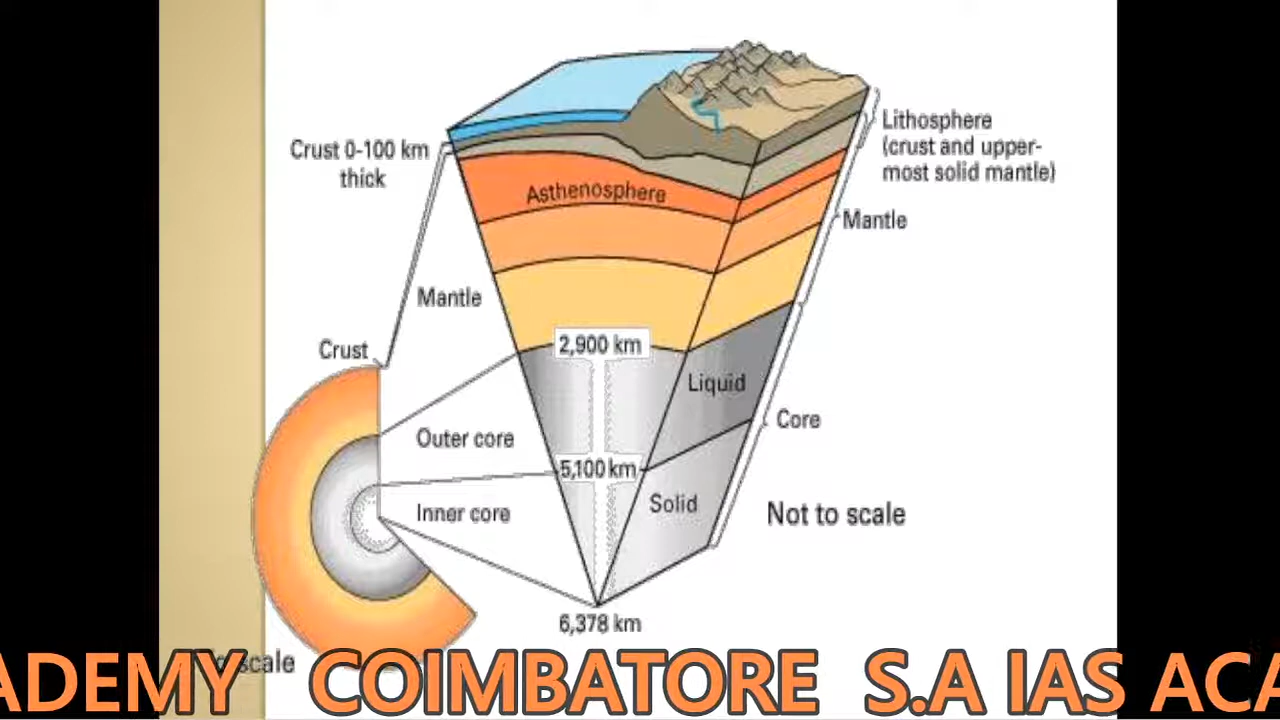 Lithosphere
(crust and upper-
most solid mantle)
Crust 0-100 km
thick
Asthenosphere
Mantle
Mantle
2,900 km
Crust
Liquid
Core
Outer core
5,100 km
Solid
Inner core
Not to scale
6,378 km
scale
ADEMY COIMBATORE S.A IAS ACA